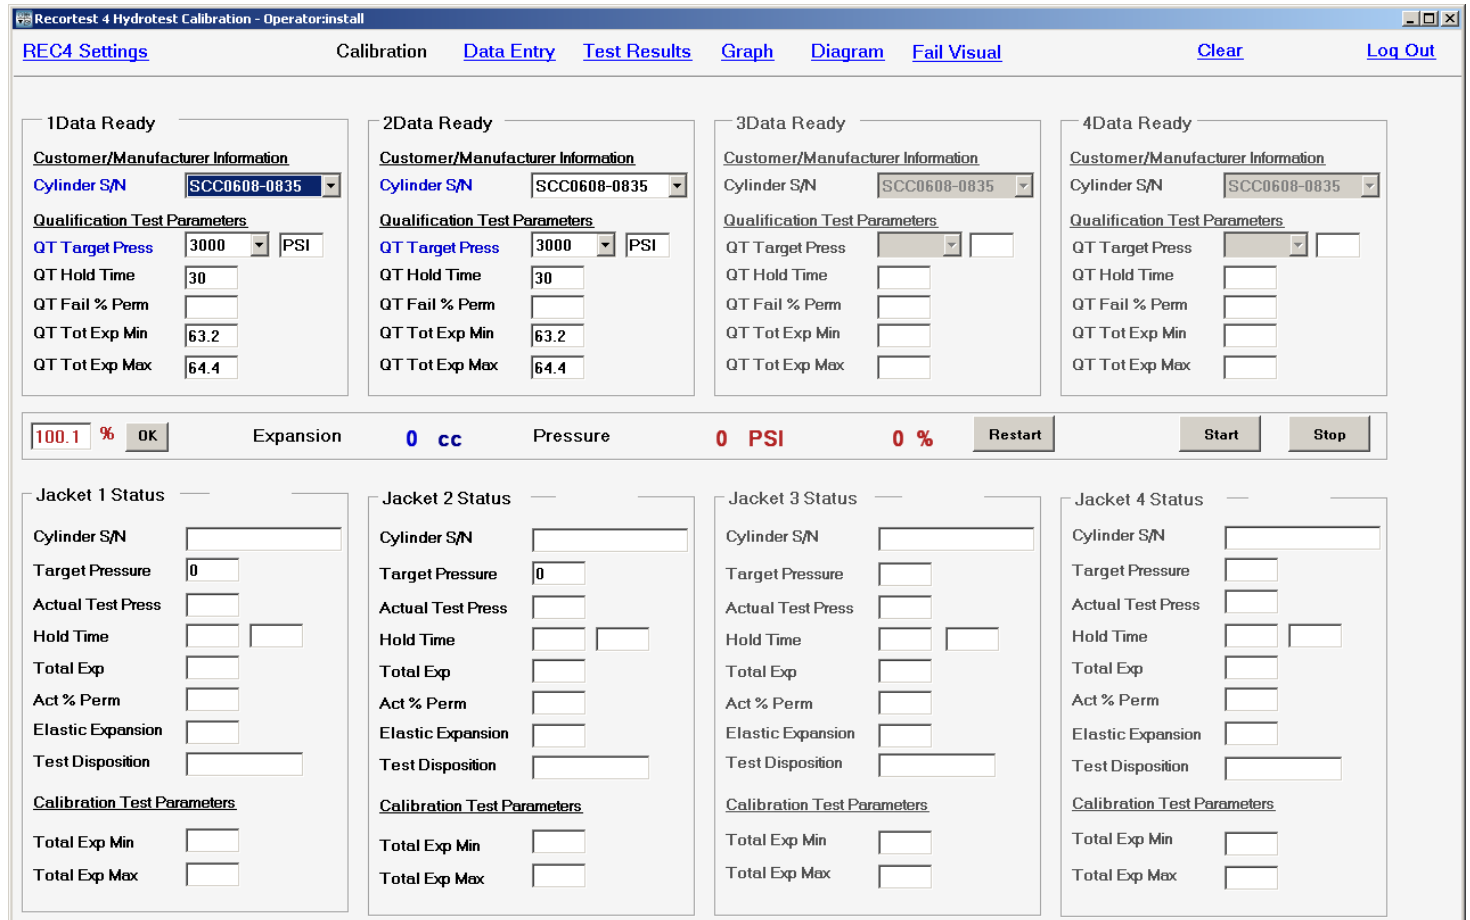 Recortest 4 Hydrotest Calibration - Operator:install
REC4 Settings Calibration Data Entry Test Results Graph Diagram Fail Visual Clear Log Out
1Data Ready 2Data Ready 3Data Ready 4Data Ready
Customer/Manufacturer Information Customer/Manufacturer Information Customer/Manufacturer Information Customer/Manufacturer Information
Cylinder S/N SCC0608-0835 Cylinder S/N SCC0608-0835 Cylinder S/N SCC0608-0835 Cylinder S/N SCC0608-0835
Qualification Test Parameters Qualification Test Parameters Qualification Test Parameters Qualification Test Parameters
QT Target Press 3000 PSI QT Target Press 3000 PSI QT Target Press QT Target Press
QT Hold Time 30 QT Hold Time 30 QT Hold Time QT Hold Time
QT Fail % Perm QT Fail % Perm QT Fail % Perm QT Fail % Perm
QT Tot Exp Min 63.2 QT Tot Exp Min 63.2 QT Tot Exp Min QT Tot Exp Min
QT Tot Exp Max 64.4 QT Tot Exp Max 64.4 QT Tot Exp Max QT Tot Exp Max
100.1 % OK Expansion 0 cc Pressure 0 PSI 0 % Restart Start Stop
Jacket 1 Status Jacket 2 Status Jacket 3 Status Jacket 4 Status
Cylinder S/N Cylinder S/N Cylinder S/N Cylinder S/N
Target Pressure 0 Target Pressure 0 Target Pressure Target Pressure
Actual Test Press Actual Test Press Actual Test Press Actual Test Press
Hold Time Hold Time Hold Time Hold Time
Total Exp Total Exp Total Exp Total Exp
Act % Perm Act % Perm Act % Perm Act % Perm
Elastic Expansion Elastic Expansion Elastic Expansion Elastic Expansion
Test Disposition Test Disposition Test Disposition Test Disposition
Calibration Test Parameters Calibration Test Parameters Calibration Test Parameters Calibration Test Parameters
Total Exp Min Total Exp Min Total Exp Min Total Exp Min
Total Exp Max Total Exp Max Total Exp Max Total Exp Max